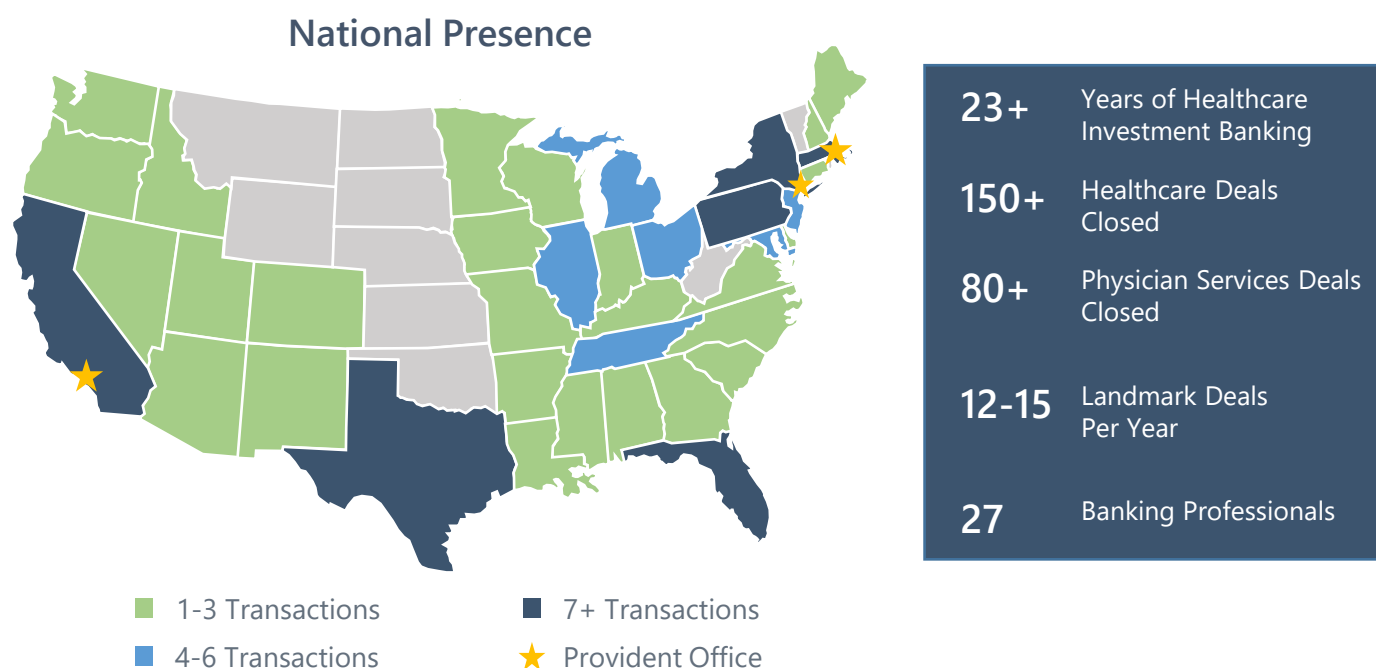 National Presence
23+
Years of Healthcare
Investment Banking
150+
Healthcare Deals
Closed
80+
Physician Services Deals
Closed
12-15
Landmark Deals
Per Year
27
Banking Professionals
1-3 Transactions
7+ Transactions
4-6 Transactions
Provident Office